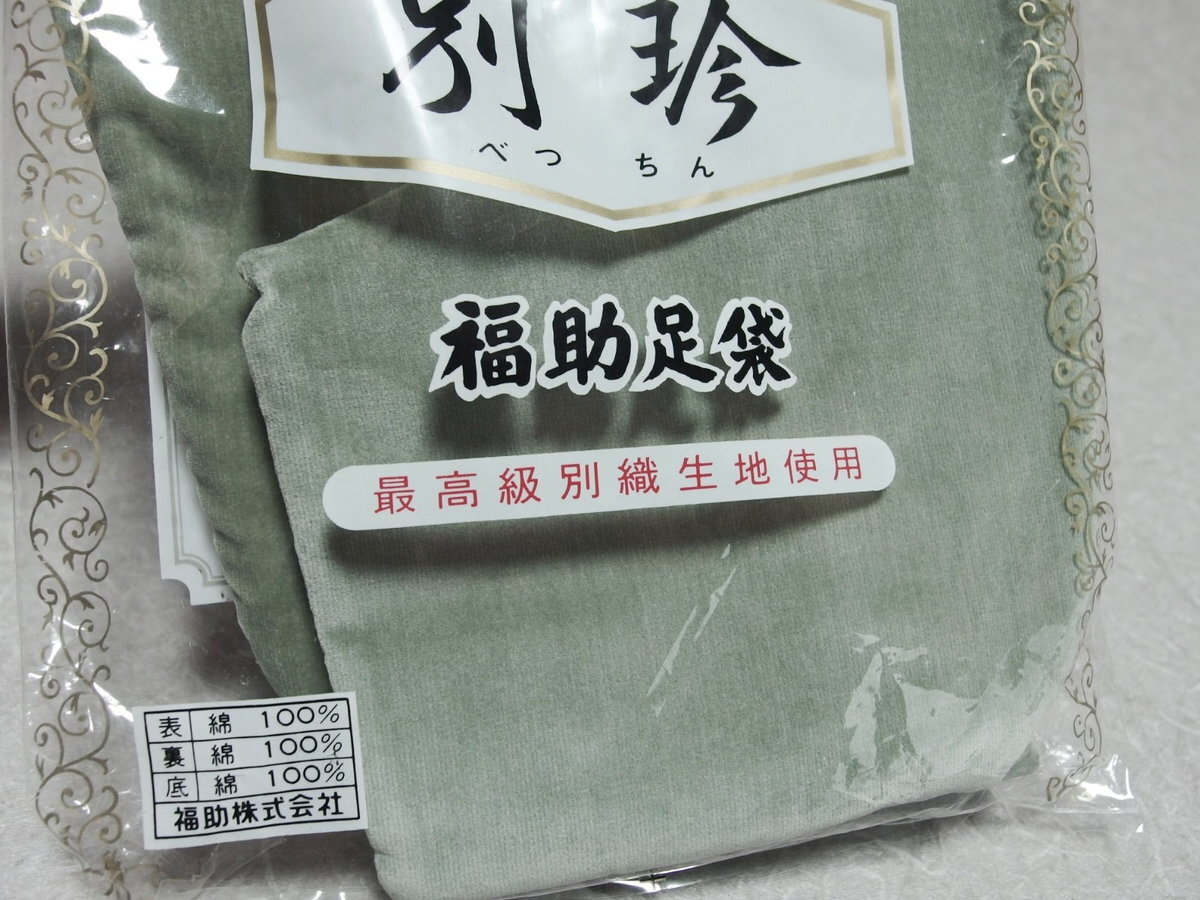 別珍
べっちん
福助足袋
最高級別織生地使用
表 綿 100%
裏 綿 100%
底 綿 100%
福助株式会社